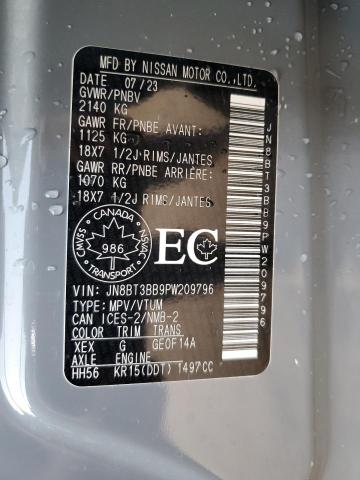 MFD BY NISSAN MOTOR CO.,LTD.
DATE 07/23
GVWR/PNBV
2140 KG
GAWR FR/PNBE AVANT:
1125 KG
18X7 1/2J RIMS/JANTES
GAWR RR/PNBE ARRIÈRE:
1070 KG
18X7 1/2J RIMS/JANTES
CANADA
CMVSS 986 NSVAC
TRANSPORT
EC
VIN: JN8BT3BB9PW209796
TYPE: MPV/VTUM
CAN ICES-2/NMB-2
COLOR TRIM TRANS
XEX G GE0F14A
AXLE ENGINE
HH56 KR15(DDT) 1497CC
JN8BT3BB9PW209796